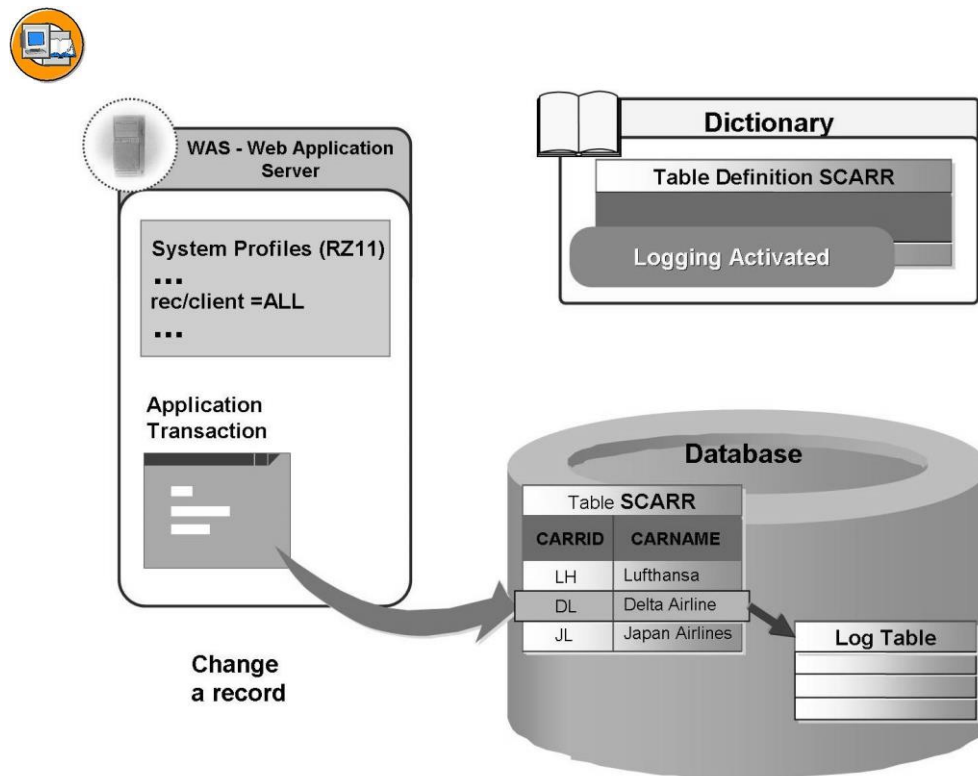 WAS - Web Application
Server
System Profiles (RZ11)
...
rec/client =ALL
...
Application
Transaction
Change
a record
Dictionary
Table Definition SCARR
Logging Activated
Database
Table SCARR
CARRID CARNAME
LH Lufthansa
DL Delta Airline
JL Japan Airlines
Log Table